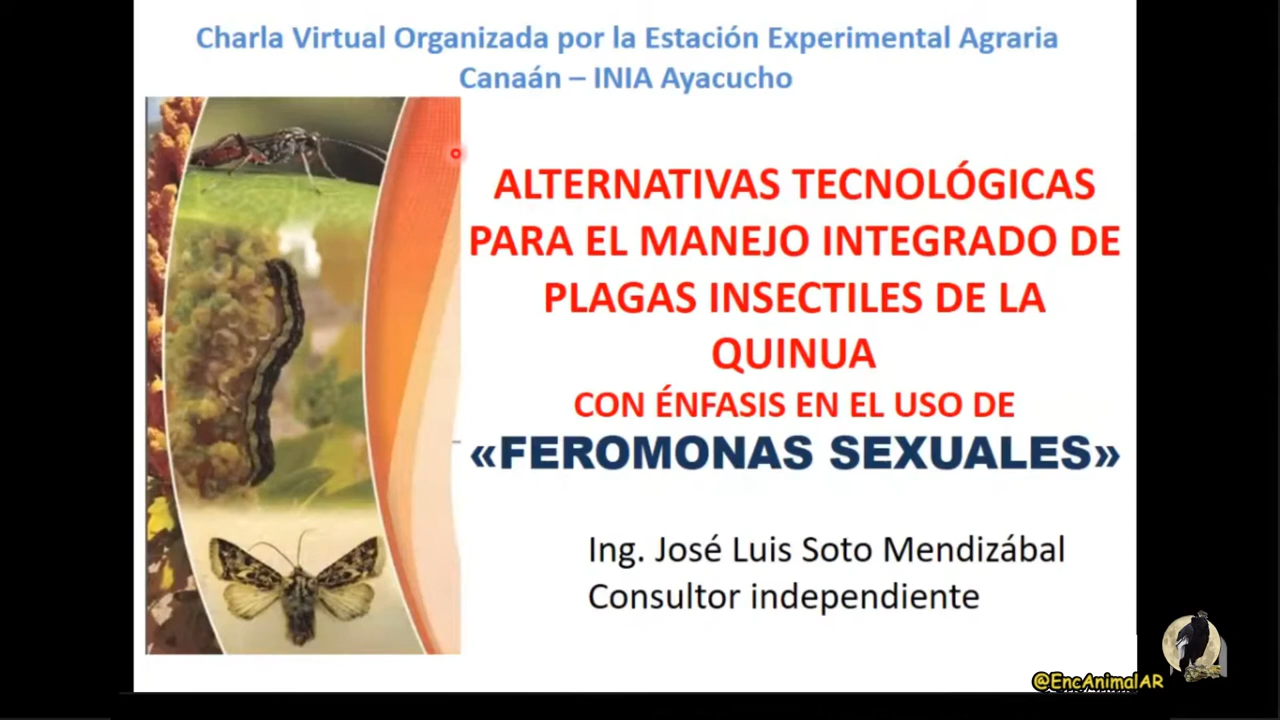 Charla Virtual Organizada por la Estación Experimental Agraria
Canaán – INIA Ayacucho
ALTERNATIVAS TECNOLÓGICAS
PARA EL MANEJO INTEGRADO DE
PLAGAS INSECTILES DE LA
QUINUA
CON ÉNFASIS EN EL USO DE
«FEROMONAS SEXUALES»
Ing. José Luis Soto Mendizábal
Consultor independiente
@EncAnimalAR